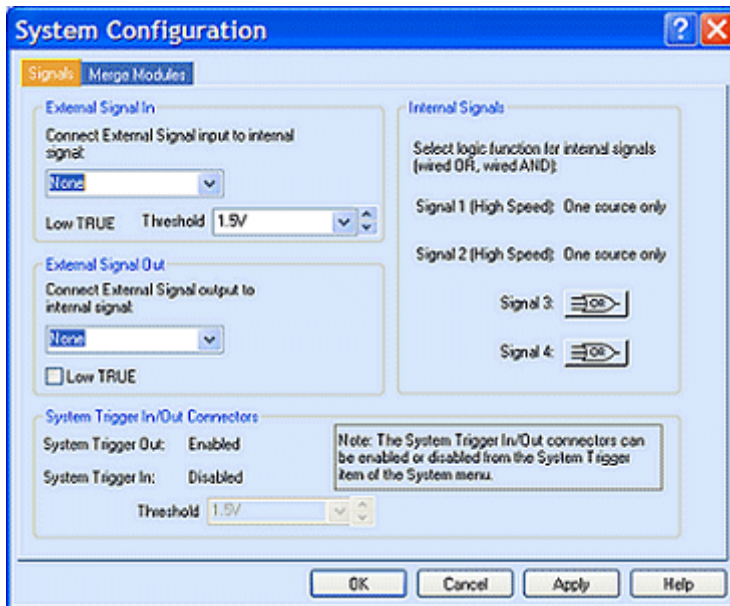 System Configuration
Signals
Merge Modules
External Signal In
Connect External Signal input to internal
signal:
None
Low TRUE
Threshold
1.5V
External Signal Out
Connect External Signal output to
internal signal:
None
Low TRUE
Internal Signals
Select logic function for internal signals
(wired OR, wired AND):
Signal 1 (High Speed): One source only
Signal 2 (High Speed): One source only
Signal 3:
OR
Signal 4:
OR
System Trigger In/Out Connectors
System Trigger Out: Enabled
System Trigger In: Disabled
Threshold
1.5V
Note: The System Trigger In/Out connectors can
be enabled or disabled from the System Trigger
item of the System menu.
OK
Cancel
Apply
Help